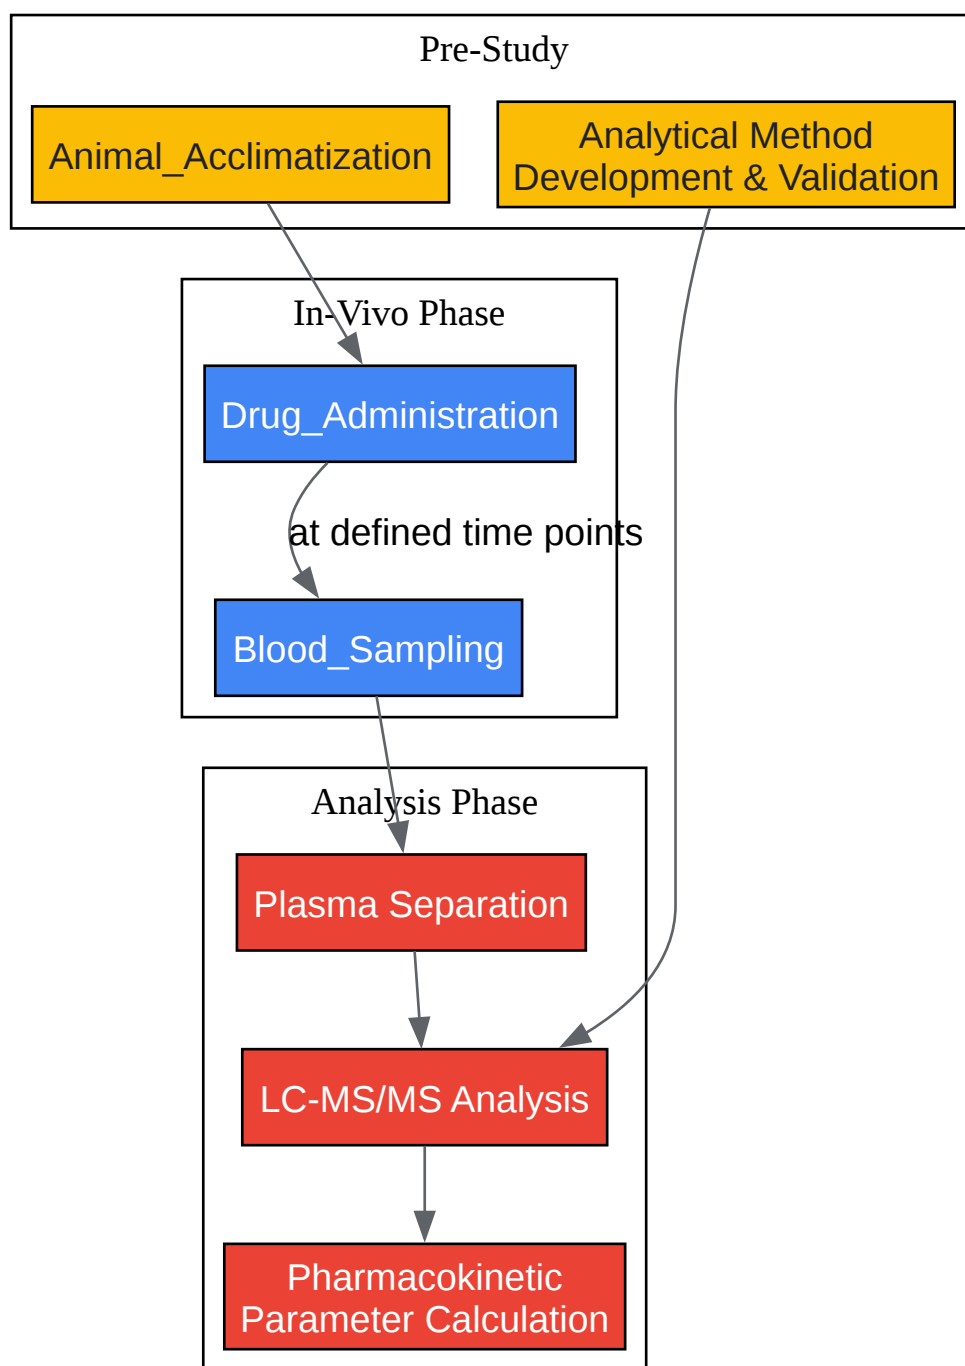 Pre-Study
Animal_Acclimatization
Analytical Method
Development & Validation
In-Vivo Phase
Drug_Administration
at defined time points
Blood_Sampling
Analysis Phase
Plasma Separation
LC-MS/MS Analysis
Pharmacokinetic
Parameter Calculation